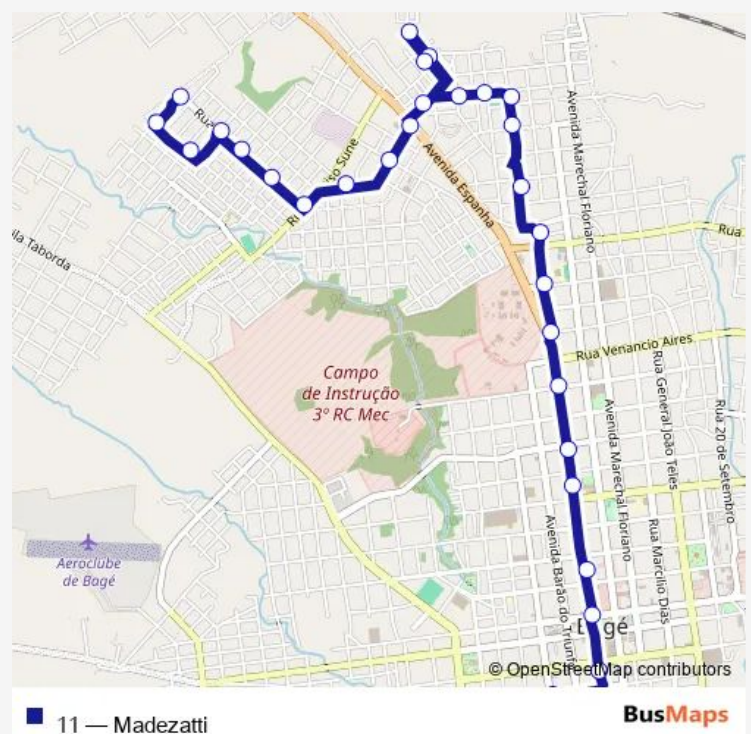 Avenida Marechal Floriano
Avenida Espanha
Rua
ila Taborda
Rua Venancio Aires
Campo
de Instrução
3º RC Mec
Rua General João Teles
Rua 20 de Setembro
Avenida Marechal Floriano
Aeroclube
de Bagé
Avenida Barão do Triunfo
Rua Marcílio Dias
© OpenStreetMap contributors
11 — Madezatti
BusMaps